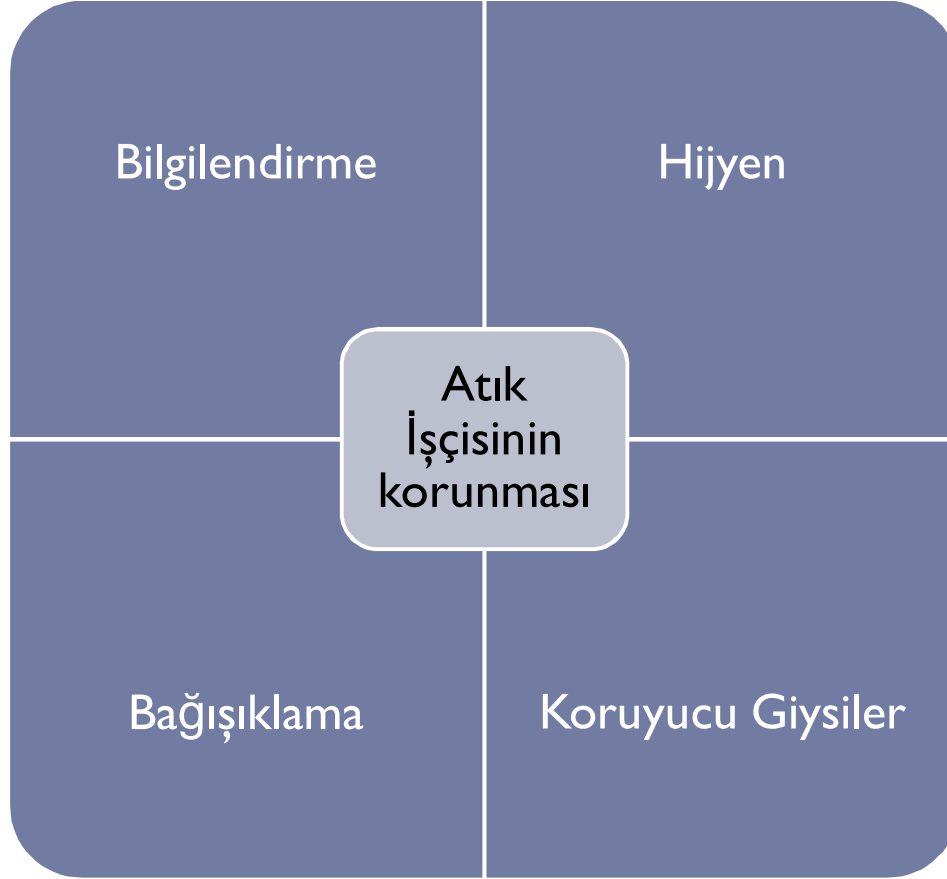 Bilgilendirme
Hijyen
Atık
İşçisinin
korunması
Bağışıklama
Koruyucu Giysiler